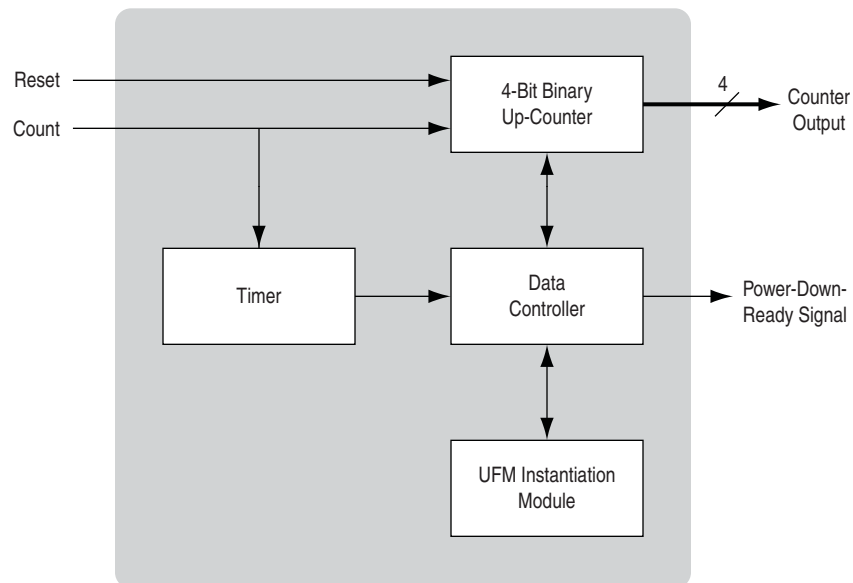 Reset
Count
4-Bit Binary
Up-Counter
4
Counter
Output
Timer
Data
Controller
Power-Down-
Ready Signal
UFM Instantiation
Module